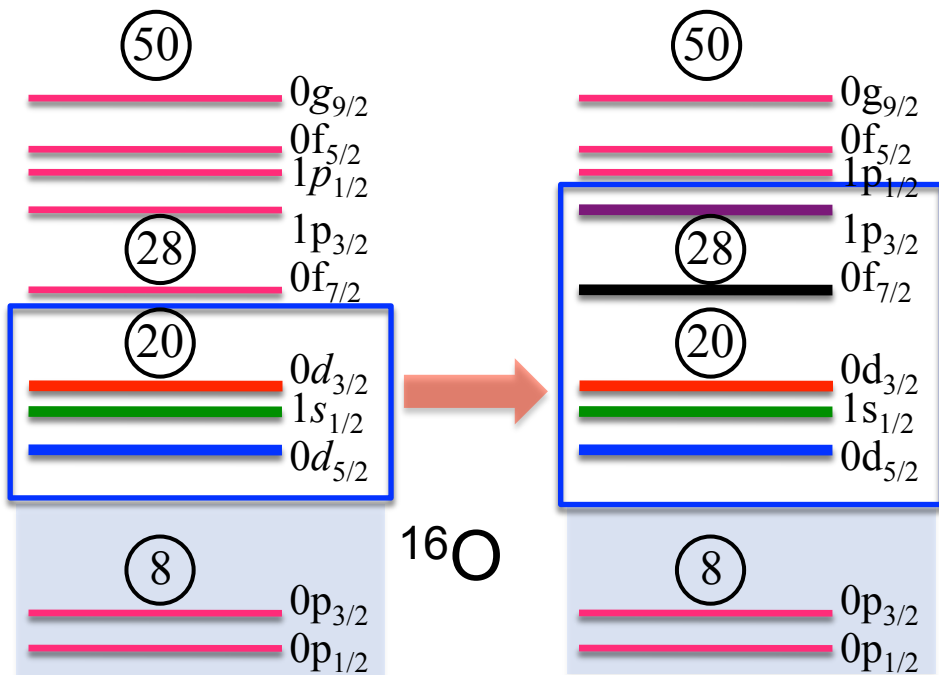 50
0g9/2
0f5/2
1p1/2
1p3/2
28
0f7/2
20
0d3/2
1s1/2
0d5/2
8
0p3/2
0p1/2
16O
50
0g9/2
0f5/2
1p1/2
1p3/2
28
0f7/2
20
0d3/2
1s1/2
0d5/2
8
0p3/2
0p1/2